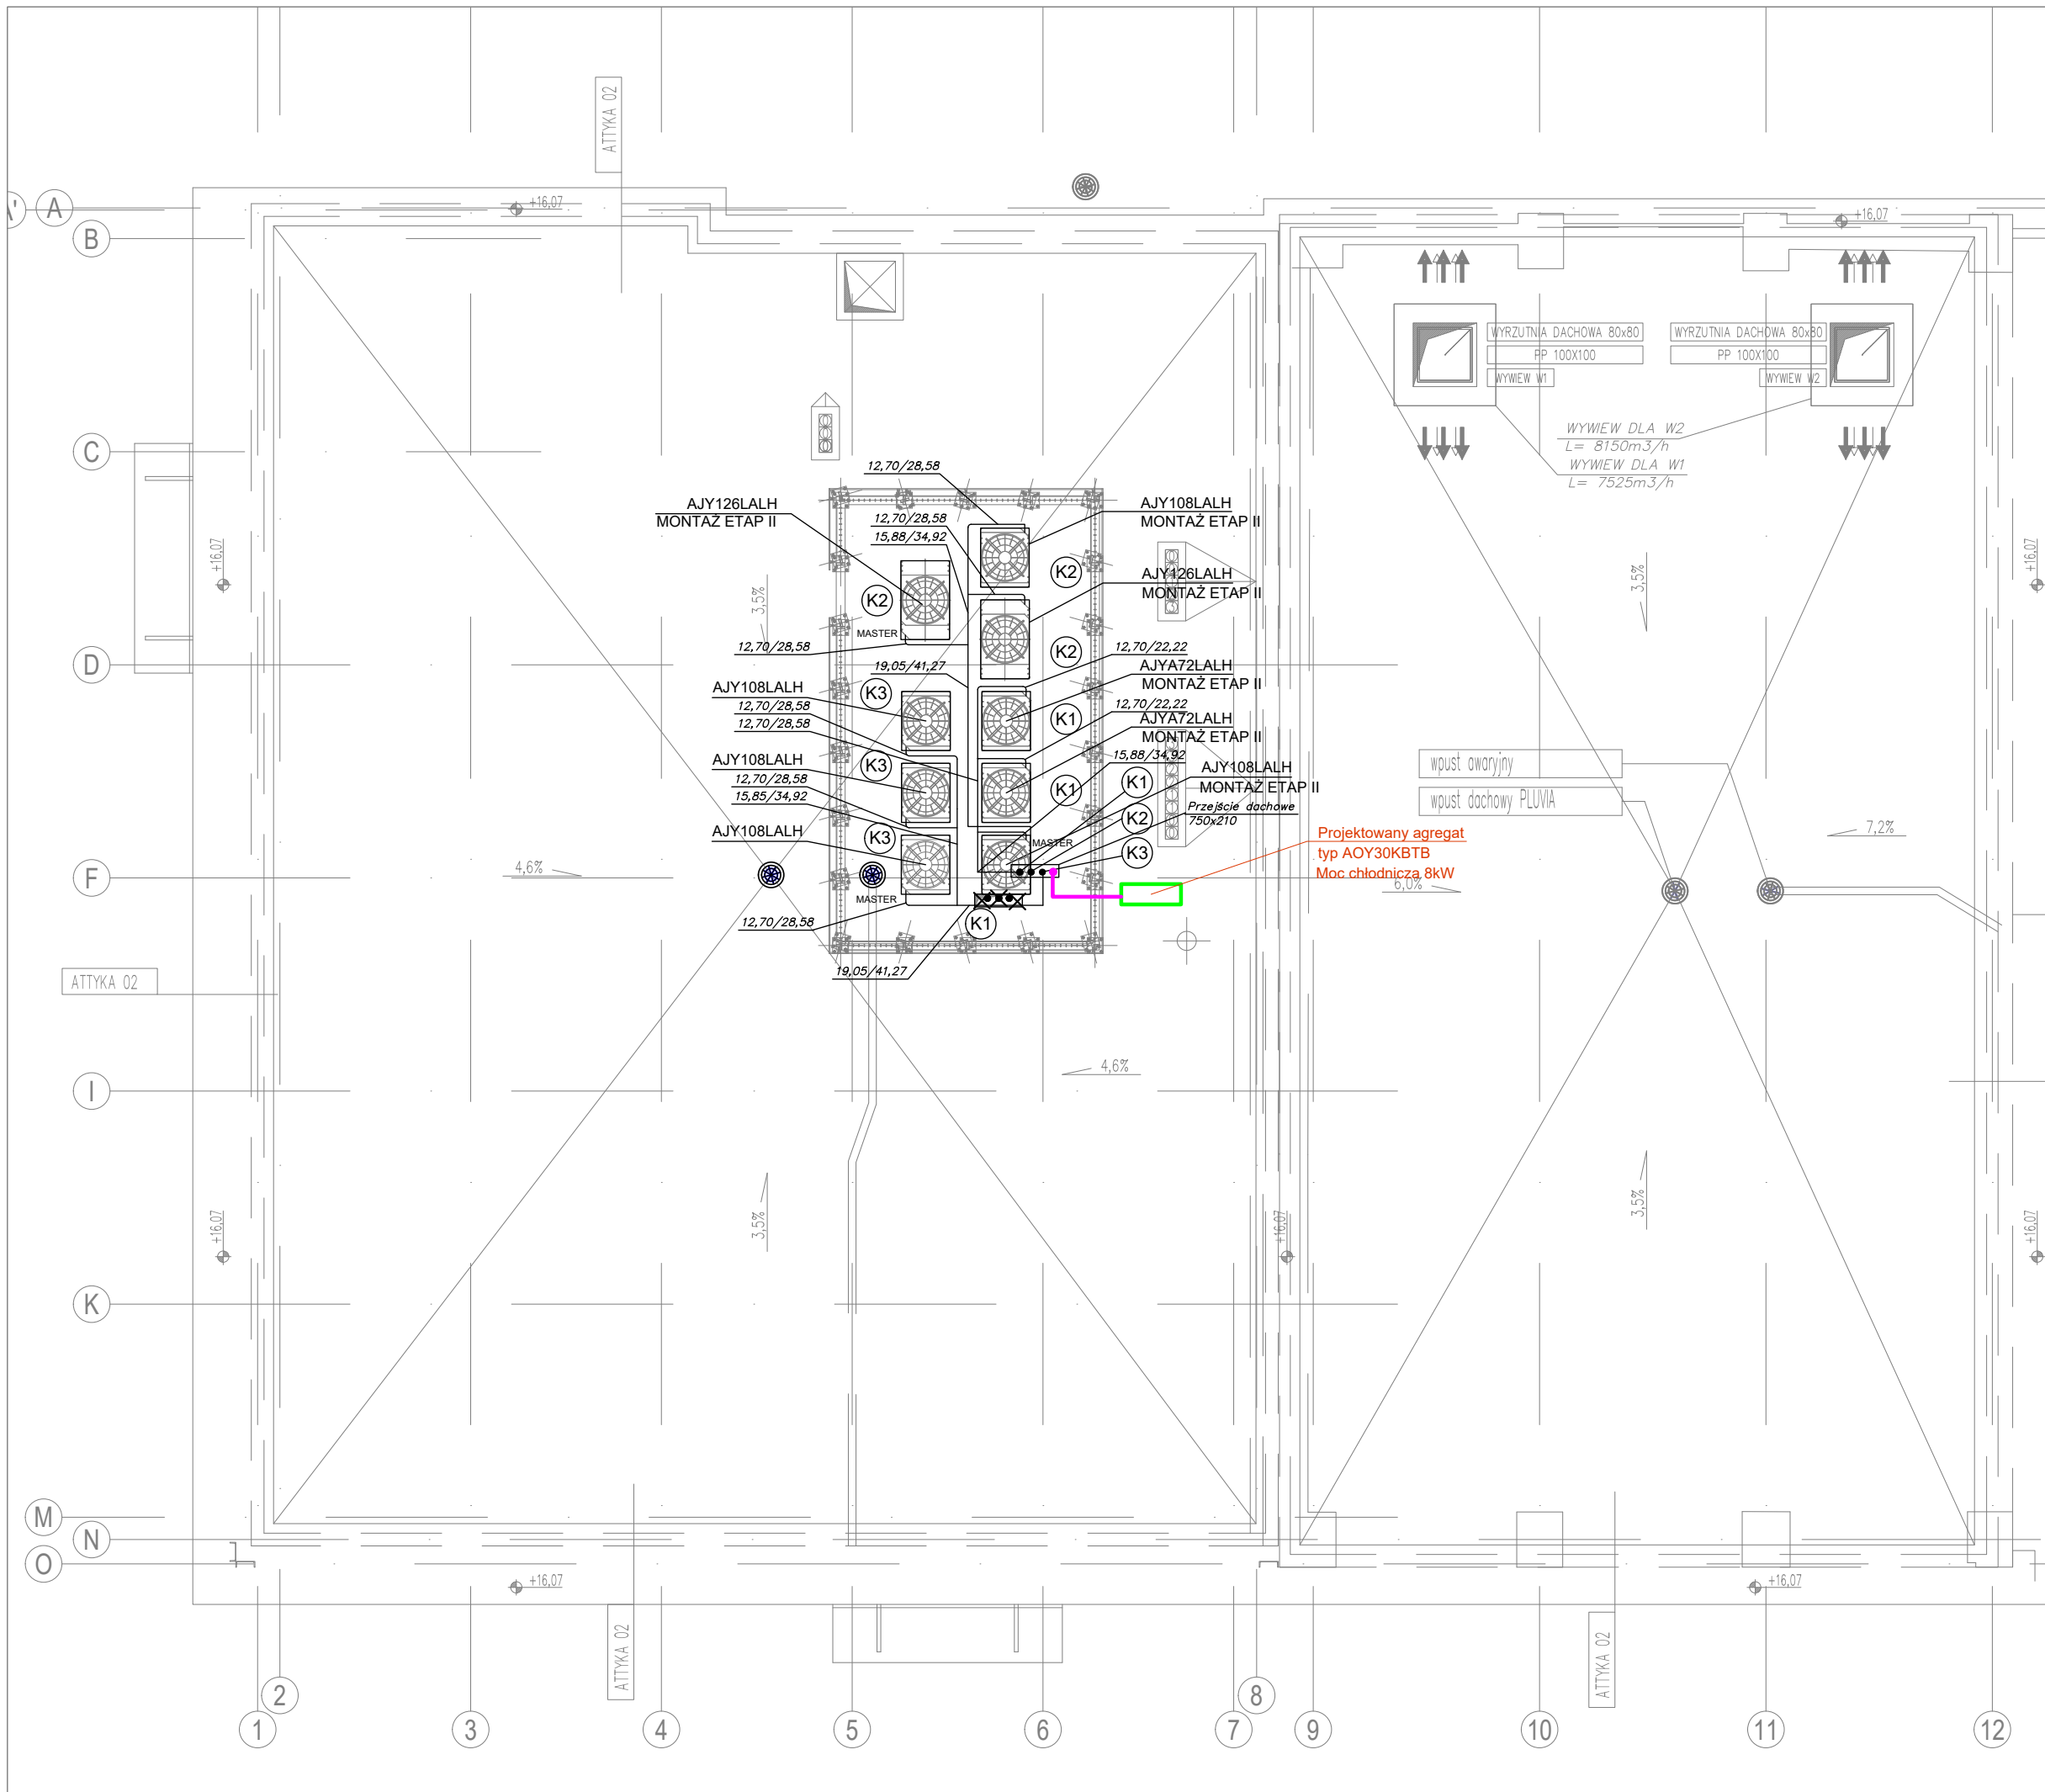 ATTYKA 02
A'
A
B
C
D
F
I
K
M
N
O
+16,07
+16,07
+16,07
+16,07
+16,07
+16,07
+16,07
+16,07
+16,07
WYRZUTNIA DACHOWA 80x80
PP 100X100
WYWIEW W1
WYRZUTNIA DACHOWA 80x80
PP 100X100
WYWIEW W2
WYWIEW DLA W2
L= 8150m3/h
WYWIEW DLA W1
L= 7525m3/h
12,70/28,58
AJY126LALH
MONTAŻ ETAP II
12,70/28,58
15,88/34,92
AJY108LALH
MONTAŻ ETAP II
K2
AJY126LALH
MONTAŻ ETAP II
K2
MASTER
3,5%
3,5%
12,70/28,58
K2
12,70/22,22
19,05/41,27
AJYA72LALH
MONTAŻ ETAP II
AJY108LALH
K3
12,70/28,58
12,70/28,58
K1
12,70/22,22
AJYA72LALH
MONTAŻ ETAP II
15,88/34,92
AJY108LALH
K3
12,70/28,58
15,85/34,92
K1
K1
AJY108LALH
MONTAŻ ETAP II
Przejście dachowe
750x210
K2
K3
AJY108LALH
K3
MASTER
MASTER
12,70/28,58
K1
19,05/41,27
Projektowany agregat
typ AOY30KBTB
Moc chłodnicza 8kW
wpust awaryjny
wpust dachowy PLUVIA
7,2%
6,0%
4,6%
4,6%
ATTYKA 02
3,5%
3,5%
ATTYKA 02
ATTYKA 02
1
2
3
4
5
6
7
8
9
10
11
12